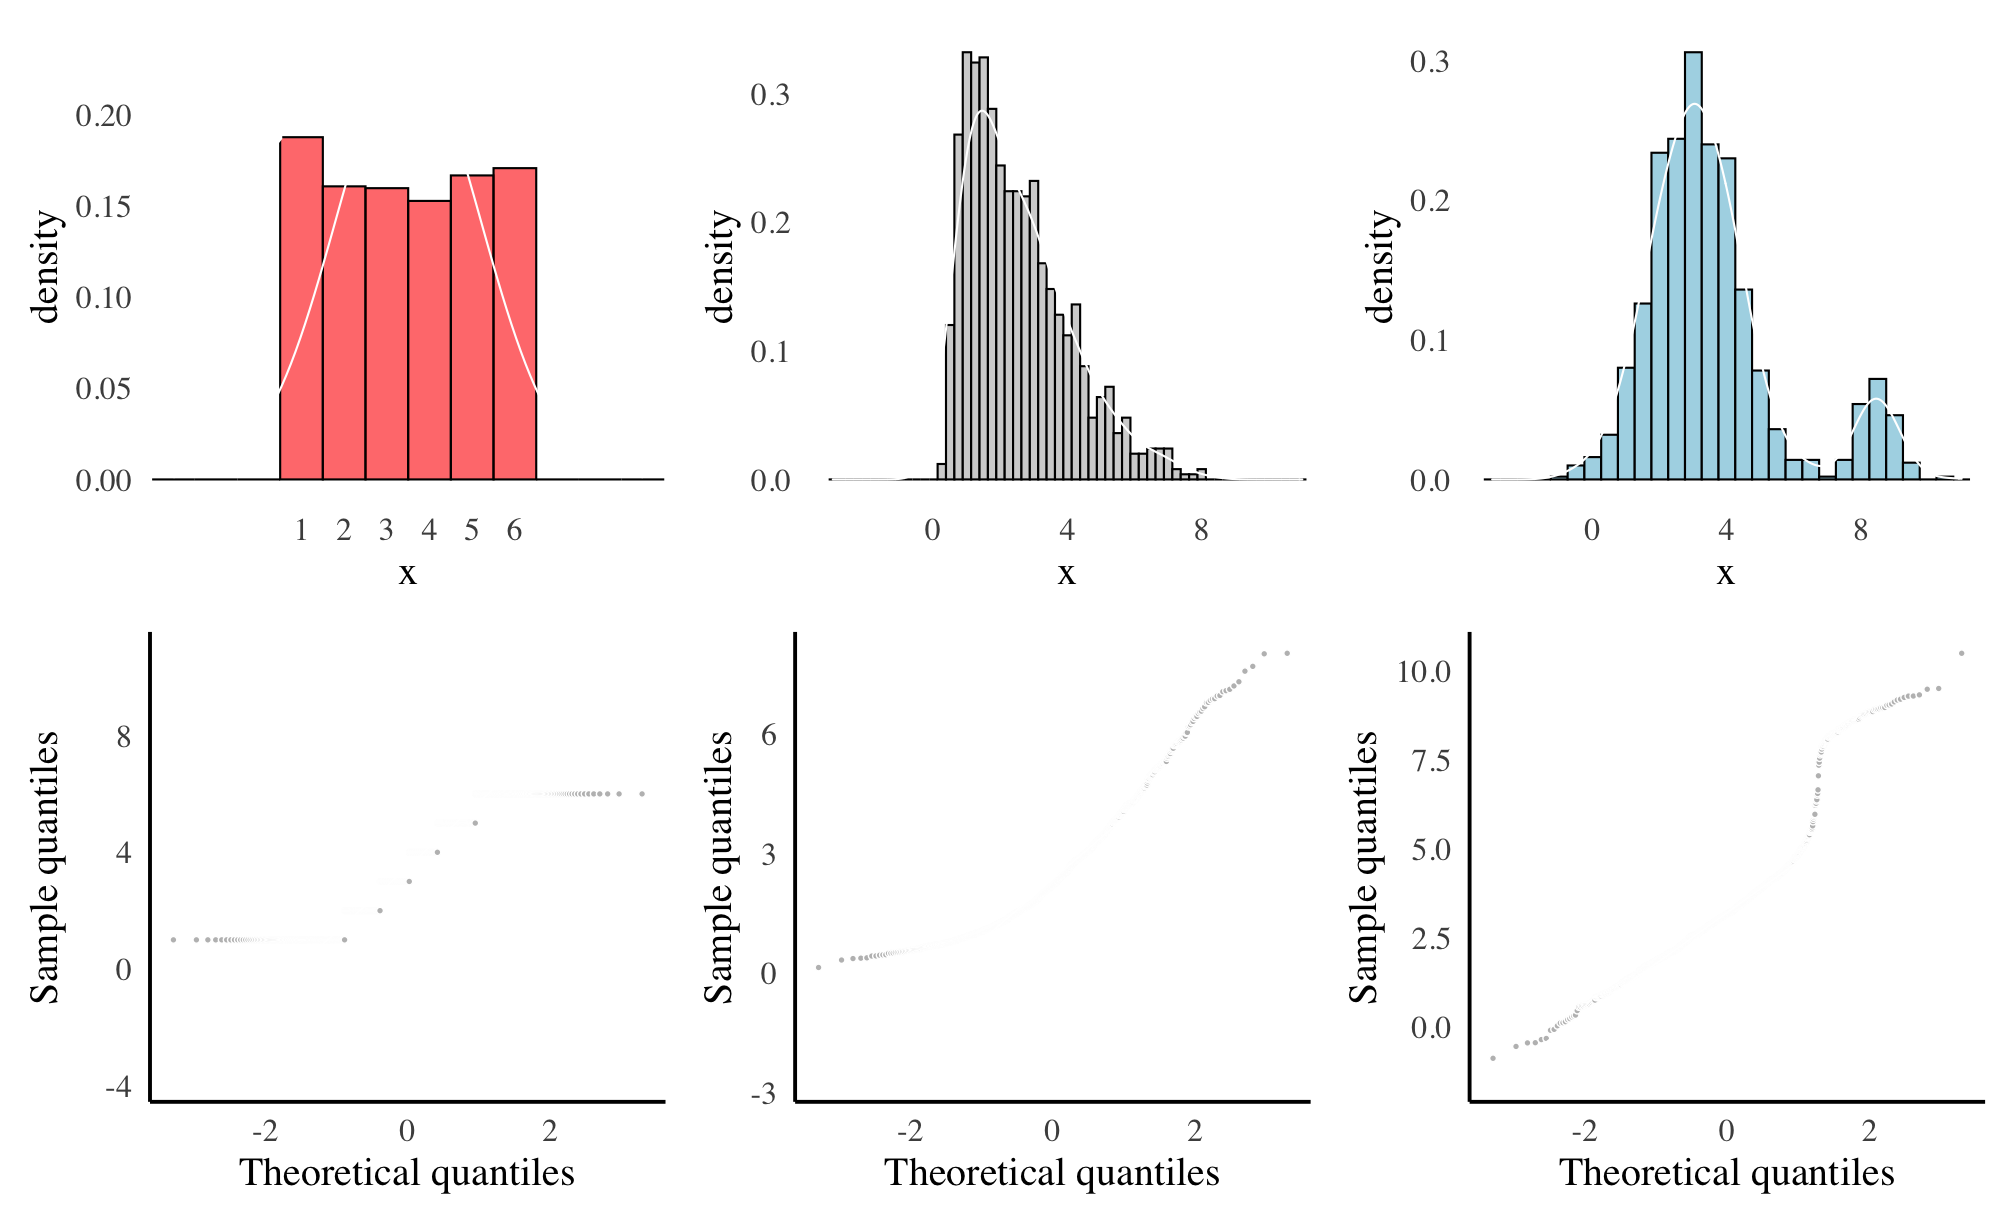 density
0.20
0.15
0.10
0.05
0.00
1 2 3 4 5 6
x
density
0.3
0.2
0.1
0.0
0 4 8
x
density
0.3
0.2
0.1
0.0
0 4 8
x
Sample quantiles
8
4
0
-4
-2 0 2
Theoretical quantiles
Sample quantiles
6
3
0
-3
-2 0 2
Theoretical quantiles
Sample quantiles
10.0
7.5
5.0
2.5
0.0
-2 0 2
Theoretical quantiles